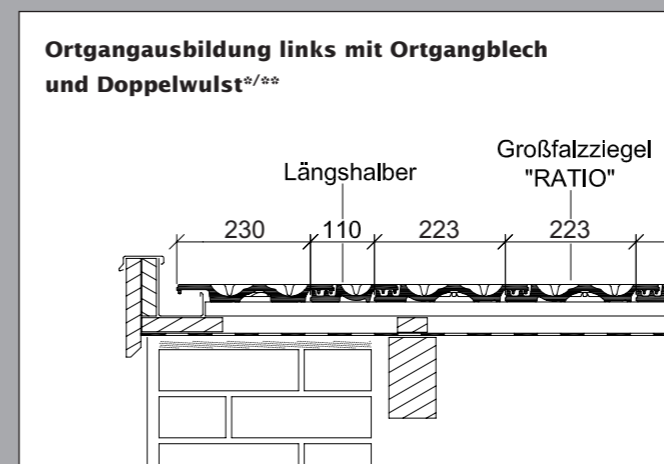 Ortgangausbildung links mit Ortgangblech
und Doppelwulst*/**
Großfalzziegel
"RATIO"
Längshalber
230 110 223 223